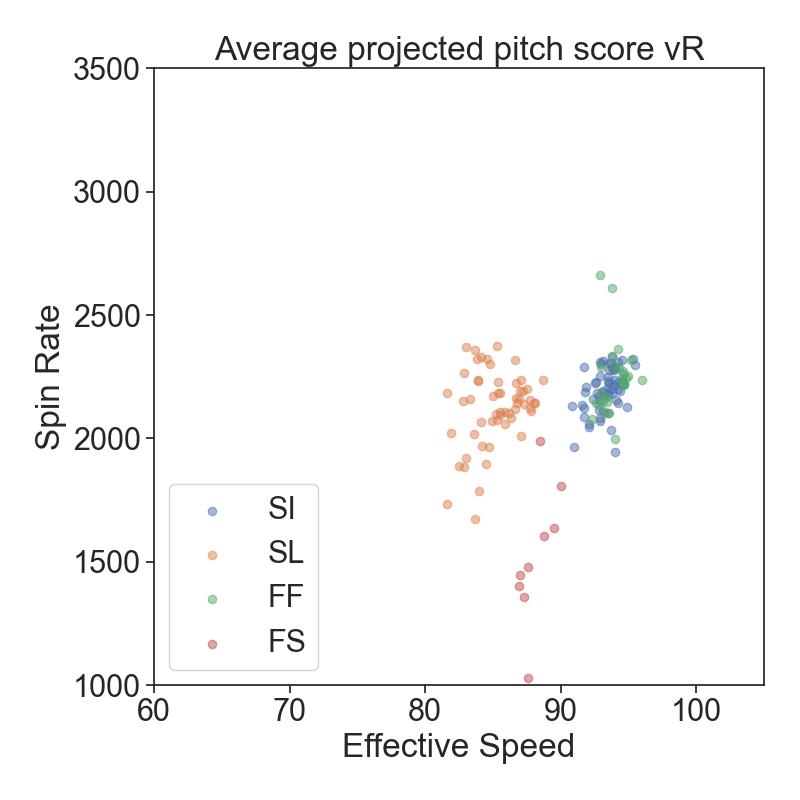 Average projected pitch score vR
3500
3000
2500
2000
1500
1000
Spin Rate
SI
SL
FF
FS
60 70 80 90 100
Effective Speed